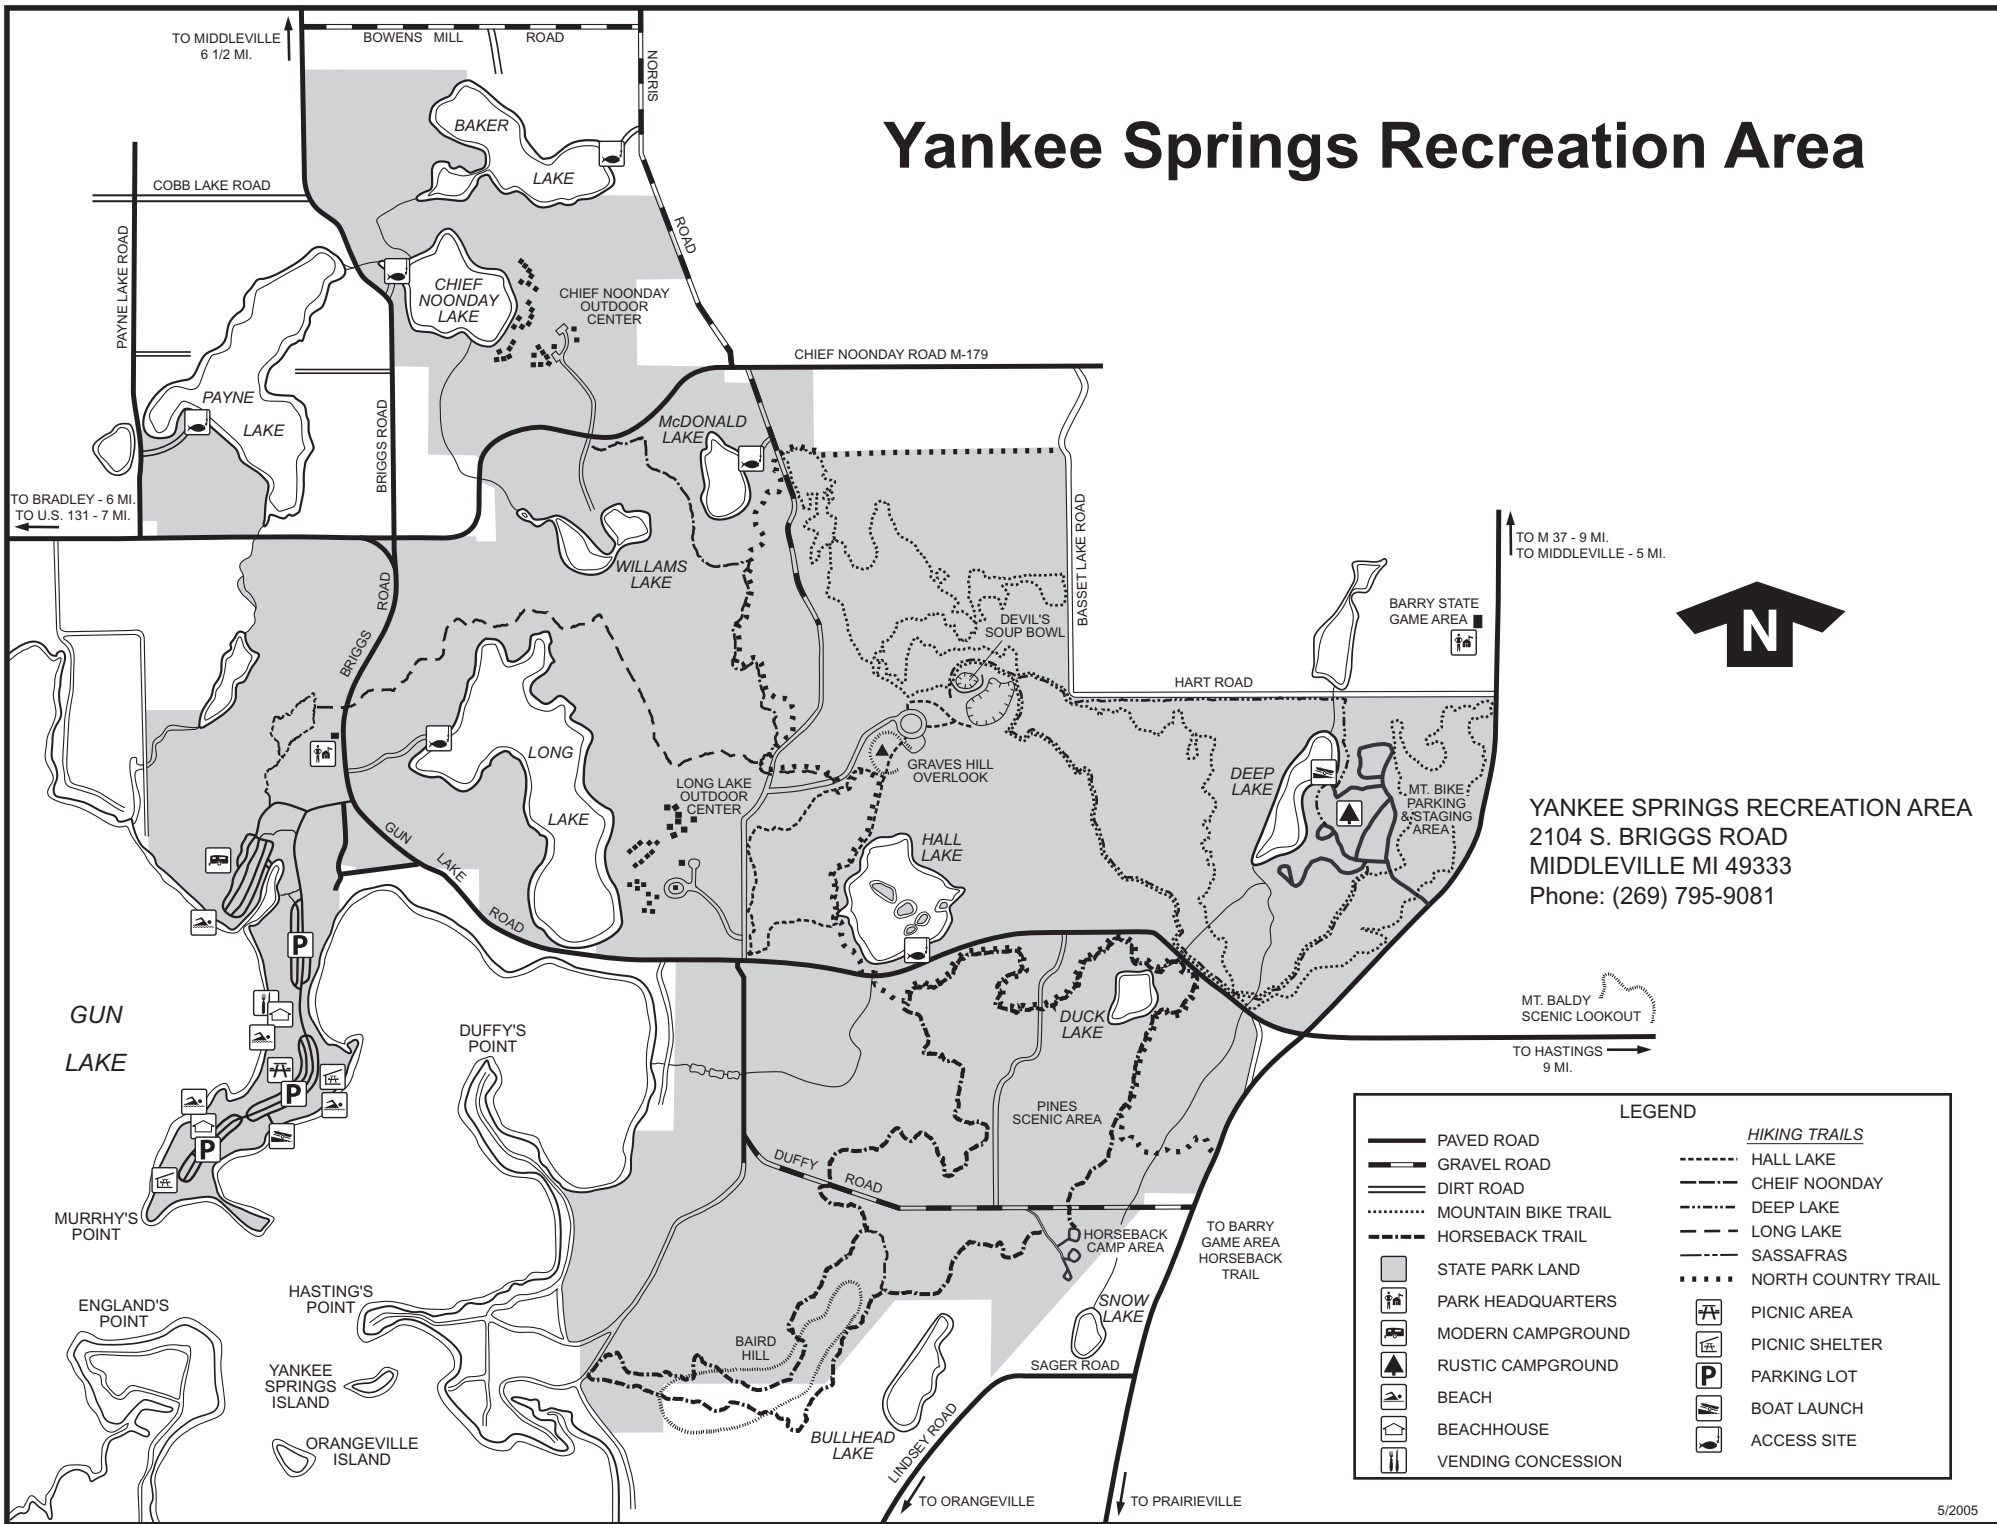 TO MIDDLEVILLE
6 1/2 MI.
BOWENS MILL ROAD
NORRIS
ROAD
Yankee Springs Recreation Area
BAKER
LAKE
COBB LAKE ROAD
PAYNE LAKE ROAD
CHIEF
NOONDAY
LAKE
CHIEF NOONDAY
OUTDOOR
CENTER
CHIEF NOONDAY ROAD M-179
PAYNE
LAKE
BRIGGS ROAD
McDONALD
LAKE
TO BRADLEY - 6 MI.
TO U.S. 131 - 7 MI.
WILLAMS
LAKE
BASSET LAKE ROAD
TO M 37 - 9 MI.
TO MIDDLEVILLE - 5 MI.
BARRY STATE
GAME AREA
N
BRIGGS
ROAD
DEVIL'S
SOUP BOWL
HART ROAD
LONG
LAKE
GRAVES HILL
OVERLOOK
LONG LAKE
OUTDOOR
CENTER
DEEP
LAKE
MT. BIKE
PARKING
& STAGING
AREA
YANKEE SPRINGS RECREATION AREA
2104 S. BRIGGS ROAD
MIDDLEVILLE MI 49333
Phone: (269) 795-9081
GUN
LAKE
ROAD
HALL
LAKE
P
GUN
LAKE
DUFFY'S
POINT
DUCK
LAKE
MT. BALDY
SCENIC LOOKOUT
TO HASTINGS
9 MI.
P
P
PINES
SCENIC AREA
DUFFY
ROAD
MURRHY'S
POINT
HORSEBACK
CAMP AREA
TO BARRY
GAME AREA
HORSEBACK
TRAIL
HASTING'S
POINT
ENGLAND'S
POINT
YANKEE
SPRINGS
ISLAND
ORANGEVILLE
ISLAND
BAIRD
HILL
SNOW
LAKE
SAGER ROAD
BULLHEAD
LAKE
LINDSEY ROAD
TO ORANGEVILLE
TO PRAIRIEVILLE
LEGEND
PAVED ROAD
GRAVEL ROAD
DIRT ROAD
MOUNTAIN BIKE TRAIL
HORSEBACK TRAIL
STATE PARK LAND
PARK HEADQUARTERS
MODERN CAMPGROUND
RUSTIC CAMPGROUND
BEACH
BEACHHOUSE
VENDING CONCESSION
HIKING TRAILS
HALL LAKE
CHEIF NOONDAY
DEEP LAKE
LONG LAKE
SASSAFRAS
NORTH COUNTRY TRAIL
PICNIC AREA
PICNIC SHELTER
P PARKING LOT
BOAT LAUNCH
ACCESS SITE
5/2005